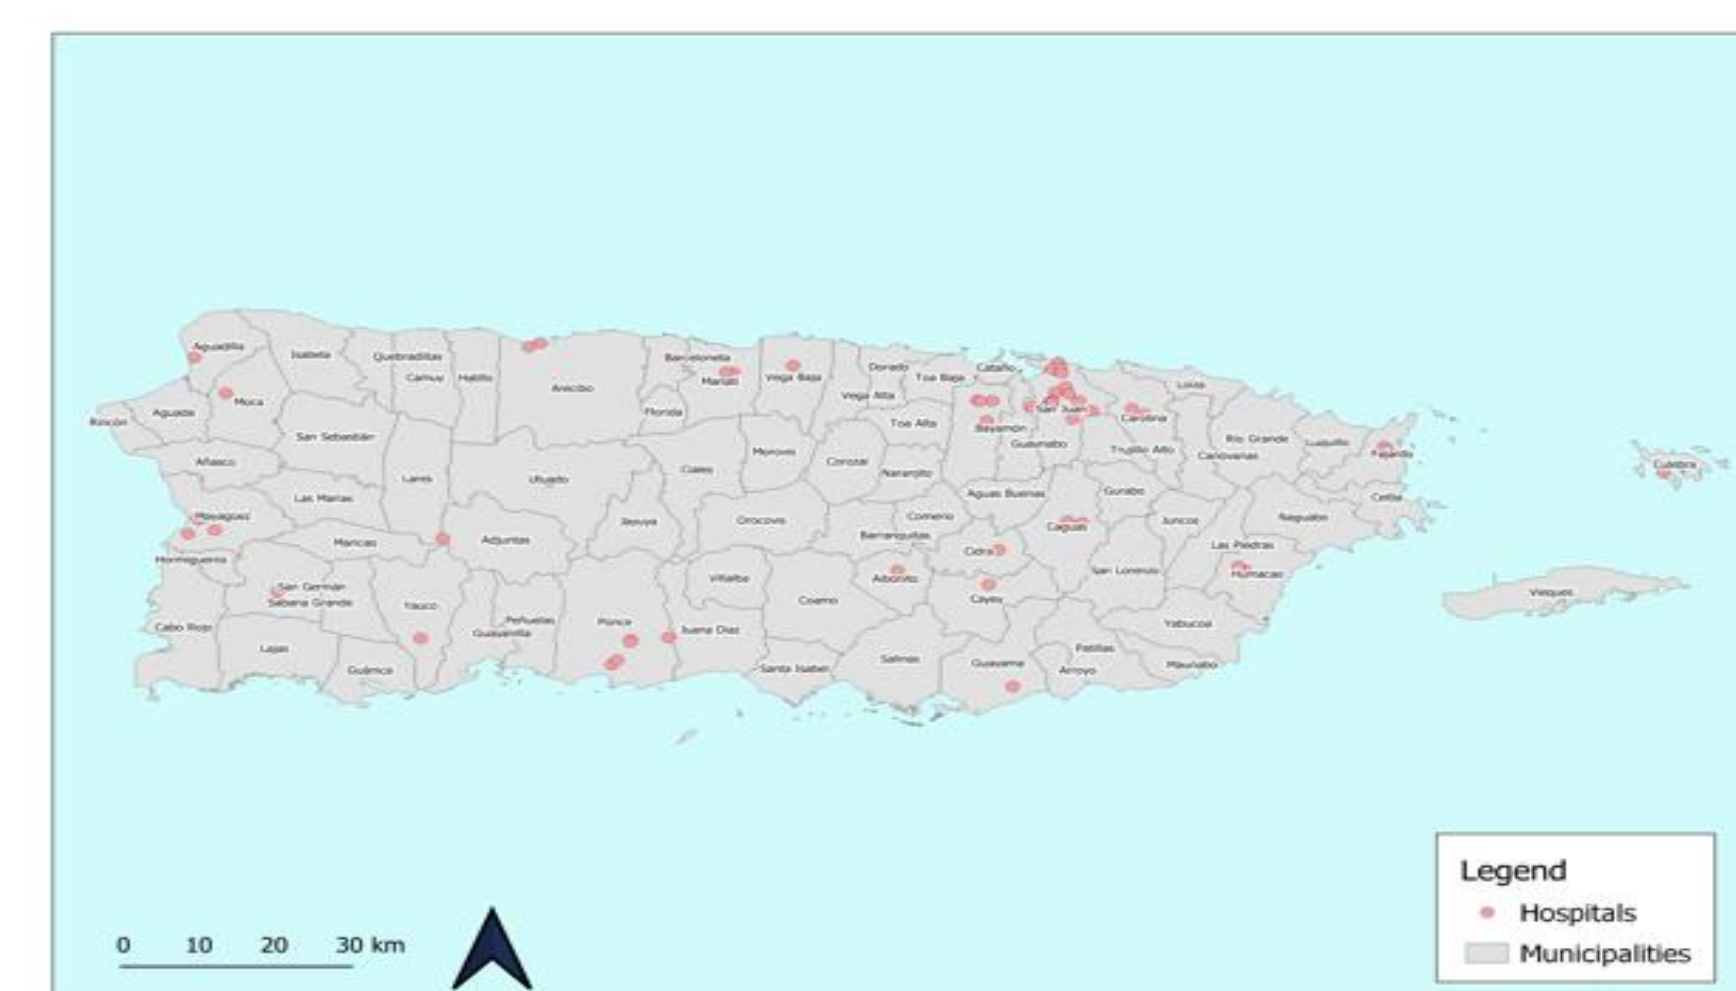 Aguadilla
Isabela
Quebradillas
Camuy
Hatillo
Arecibo
Barceloneta
Manatí
Florida
Vega Baja
Vega Alta
Dorado
Toa Baja
Toa Alta
Cataño
Bayamón
San Juan
Guaynabo
Carolina
Trujillo Alto
Loiza
Canóvanas
Río Grande
Luquillo
Fajardo
Culebra
Ceiba
Rincón
Aguada
Moca
San Sebastián
Añasco
Lares
Utuado
Ciales
Morovis
Corozal
Naranjito
Aguas Buenas
Gurabo
Las Marías
Mayagüez
Maricao
Adjuntas
Jayuya
Orocovis
Barranquitas
Comerío
Caguas
Juncos
Naguabo
Las Piedras
Hormigueros
San Germán
Sabana Grande
Yauco
Peñuelas
Guayanilla
Ponce
Villalba
Juana Díaz
Coamo
Aibonito
Cidra
Cayey
San Lorenzo
Humacao
Vieques
Cabo Rojo
Lajas
Guánica
Santa Isabel
Salinas
Guayama
Patillas
Arroyo
Yabucoa
Maunabo
Legend
Hospitals
Municipalities
0 10 20 30 km